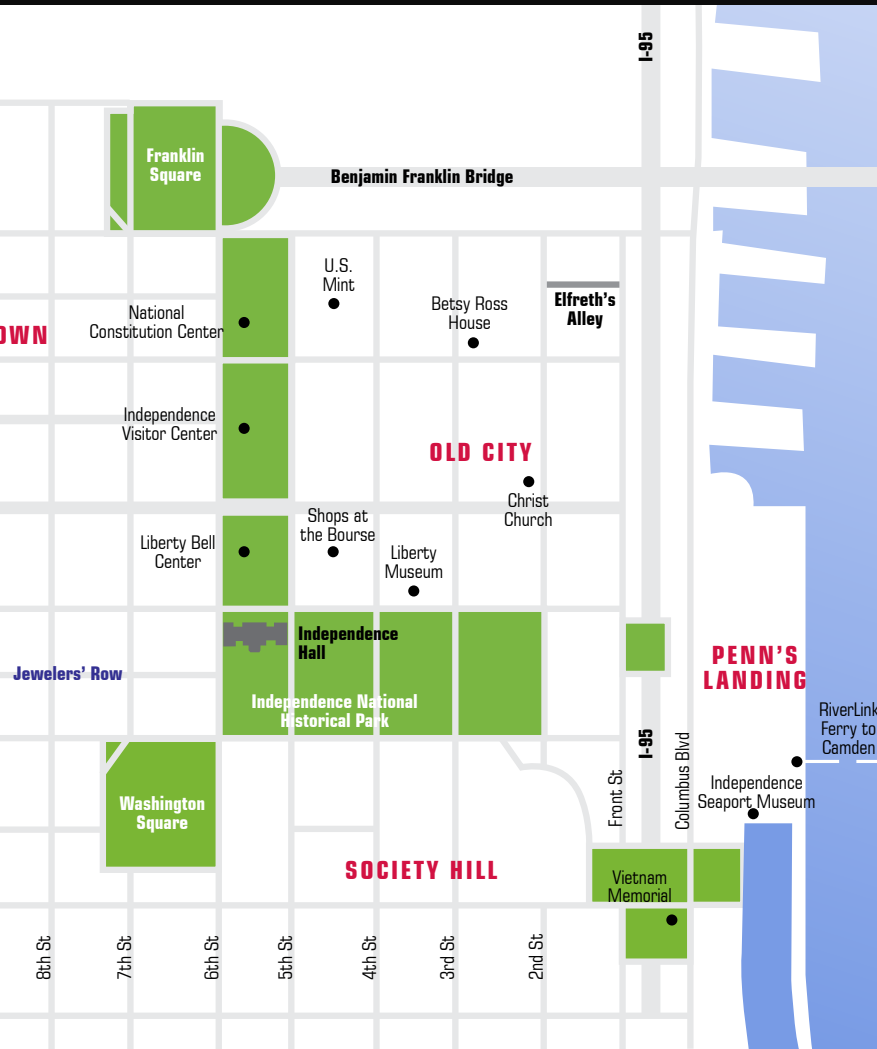 I-95
Franklin
Square
Benjamin Franklin Bridge
U.S.
Mint
National
Constitution Center
Betsy Ross
House
Elfreth's
Alley
OWN
Independence
Visitor Center
OLD CITY
Christ
Church
Shops at
the Bourse
Liberty Bell
Center
Liberty
Museum
Independence
Hall
Jewelers' Row
Independence National
Historical Park
PENN'S
LANDING
RiverLink
Ferry to
Camden
I-95
Front St
Columbus Blvd
Independence
Seaport Museum
Washington
Square
SOCIETY HILL
Vietnam
Memorial
8th St
7th St
6th St
5th St
4th St
3rd St
2nd St